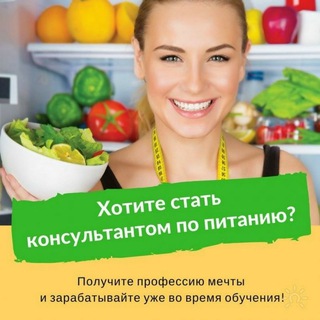 Хотите стать
консультантом по питанию?
Получите профессию мечты
и зарабатывайте уже во время обучения!